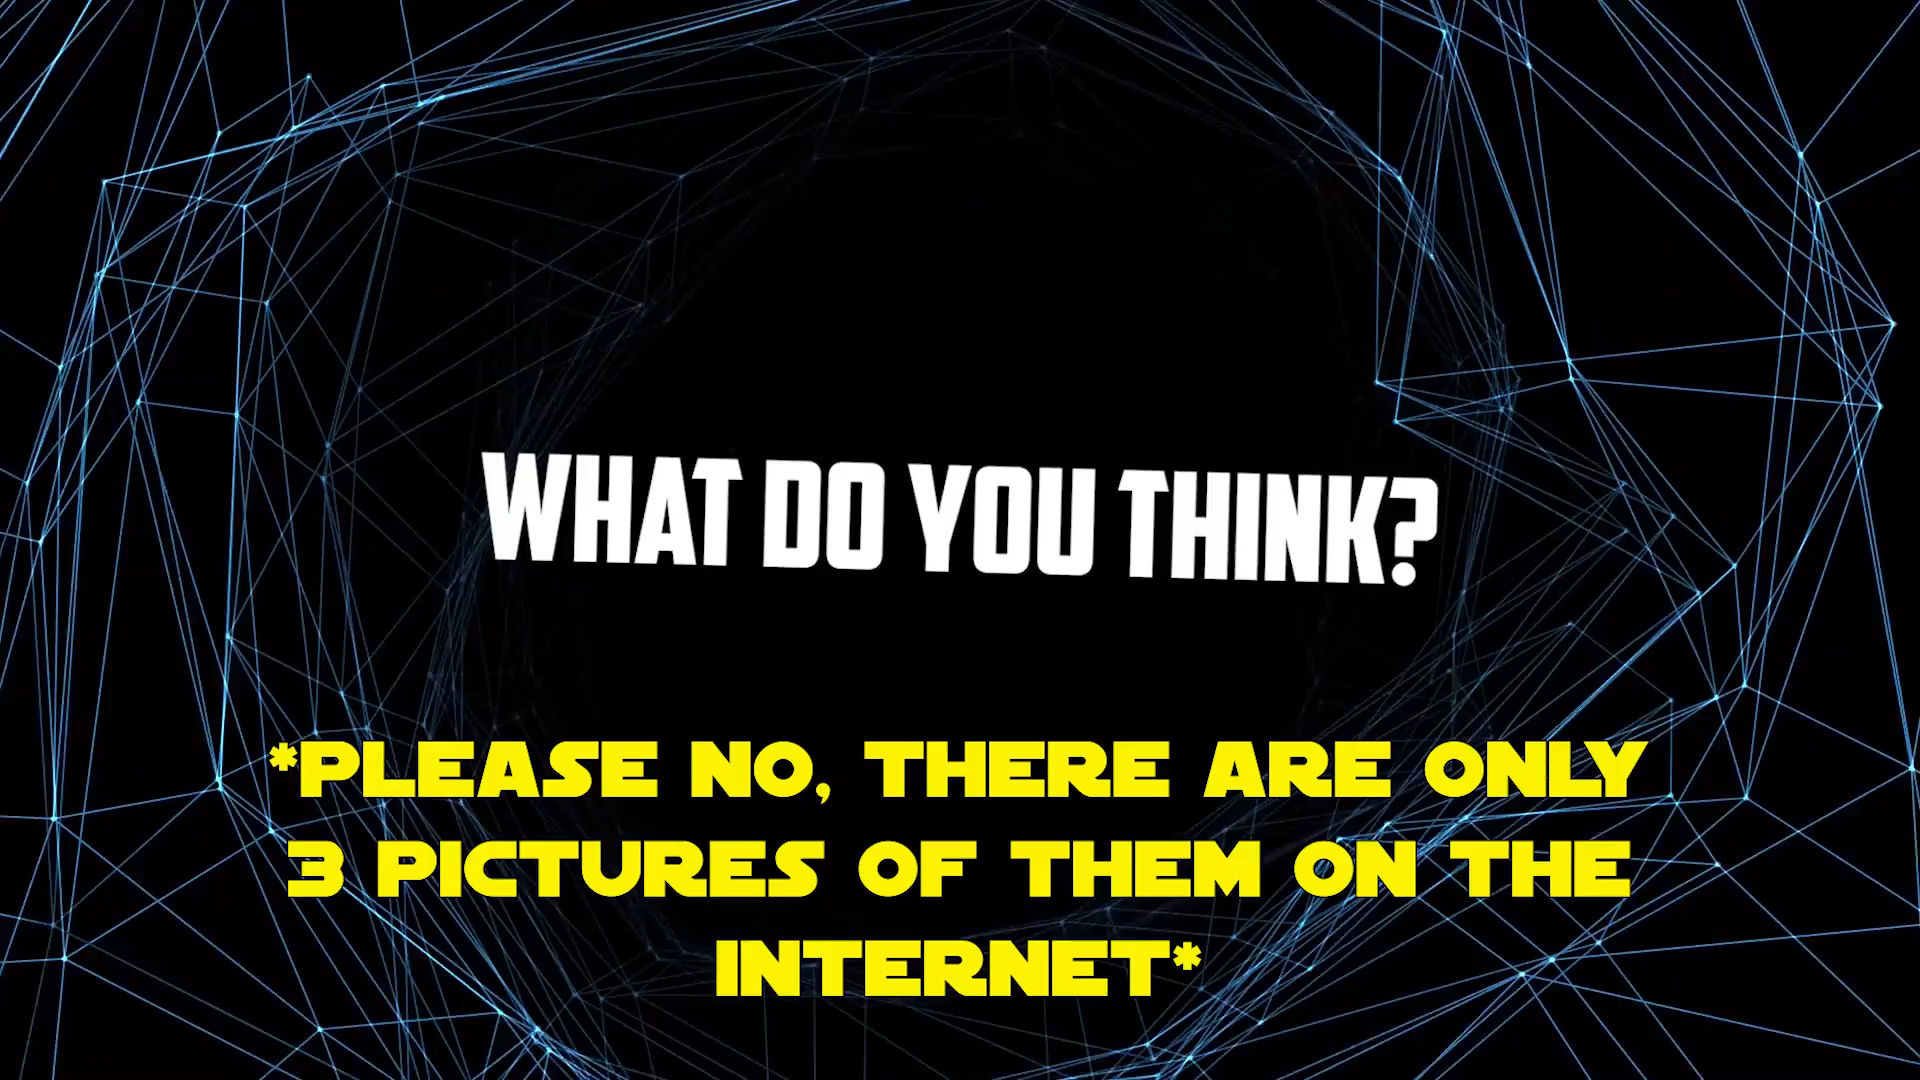 WHAT DO YOU THINK?
*PLEASE NO, THERE ARE ONLY
3 PICTURES OF THEM ON THE
INTERNET*